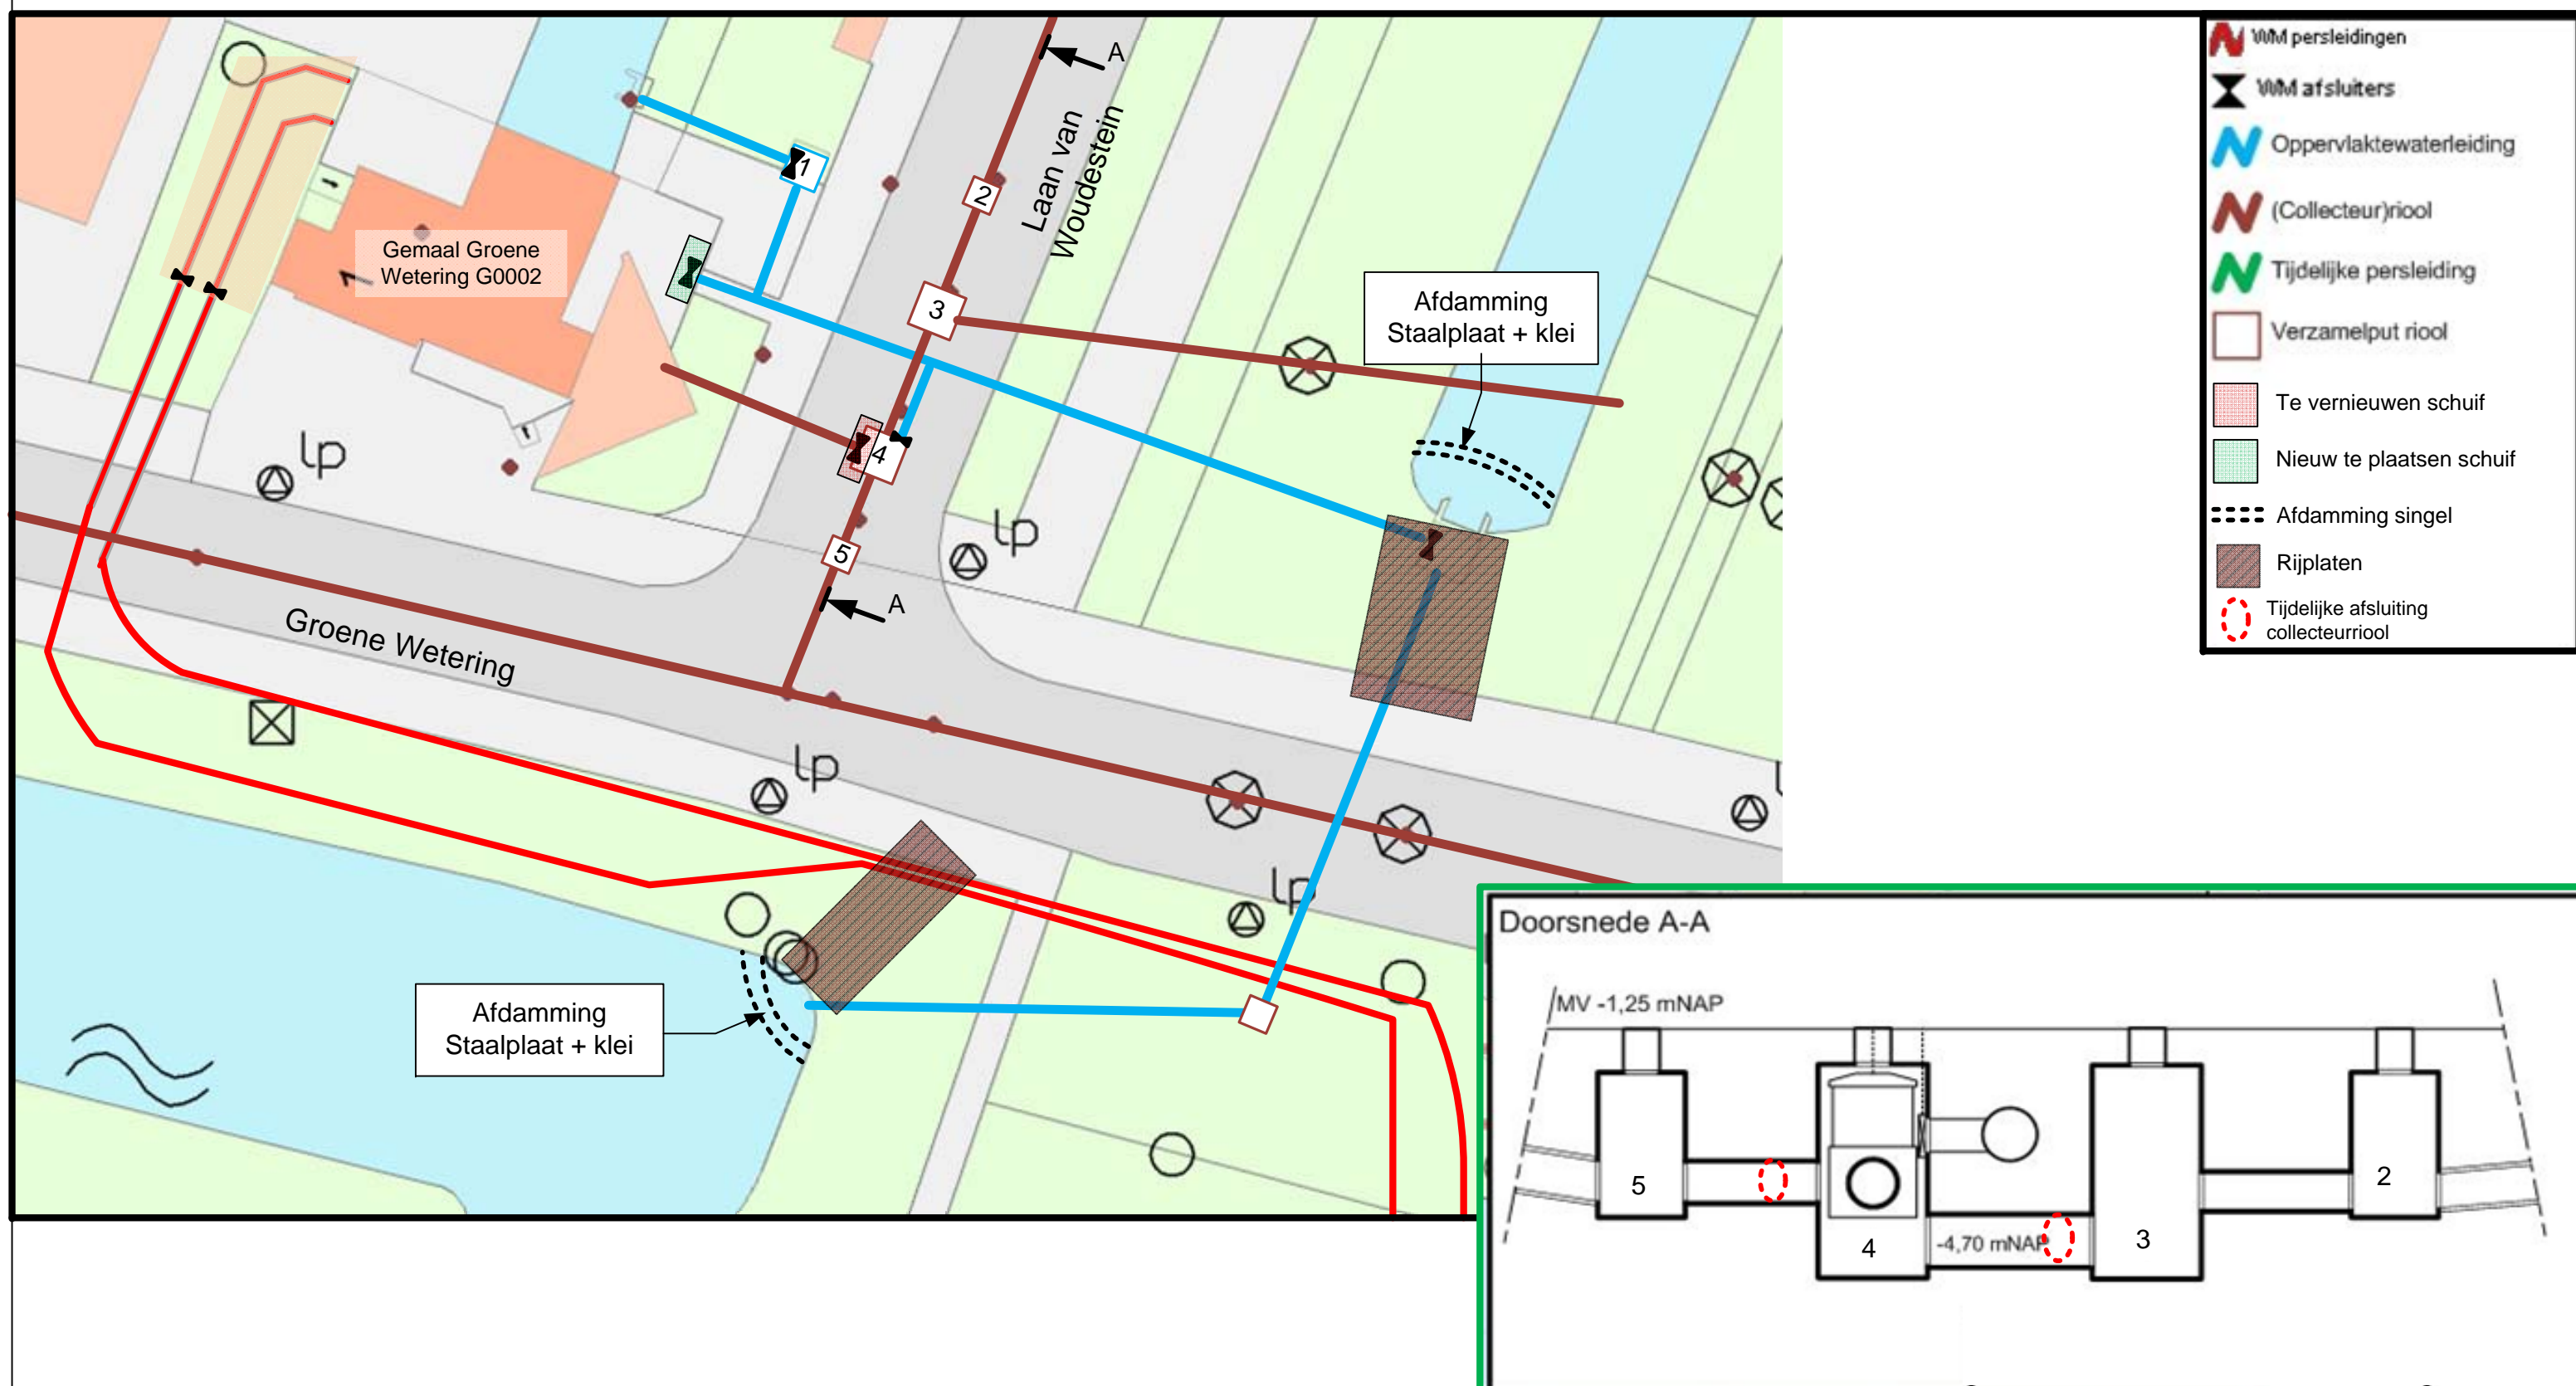 A
Laan van
Woudestein
1
2
3
Gemaal Groene
Wetering G0002
Afdamming
Staalplaat + klei
4
lp
lp
5
A
Groene Wetering
lp
lp
Afdamming
Staalplaat + klei
WM persleidingen
WM afsluiters
Oppervlaktewaterleiding
(Collecteur)riool
Tijdelijke persleiding
Verzamelput riool
Te vernieuwen schuif
Nieuw te plaatsen schuif
Afdamming singel
Rijplaten
Tijdelijke afsluiting
collecteurriool
Doorsnede A-A
MV -1,25 mNAP
5
4
-4,70 mNAP
3
2